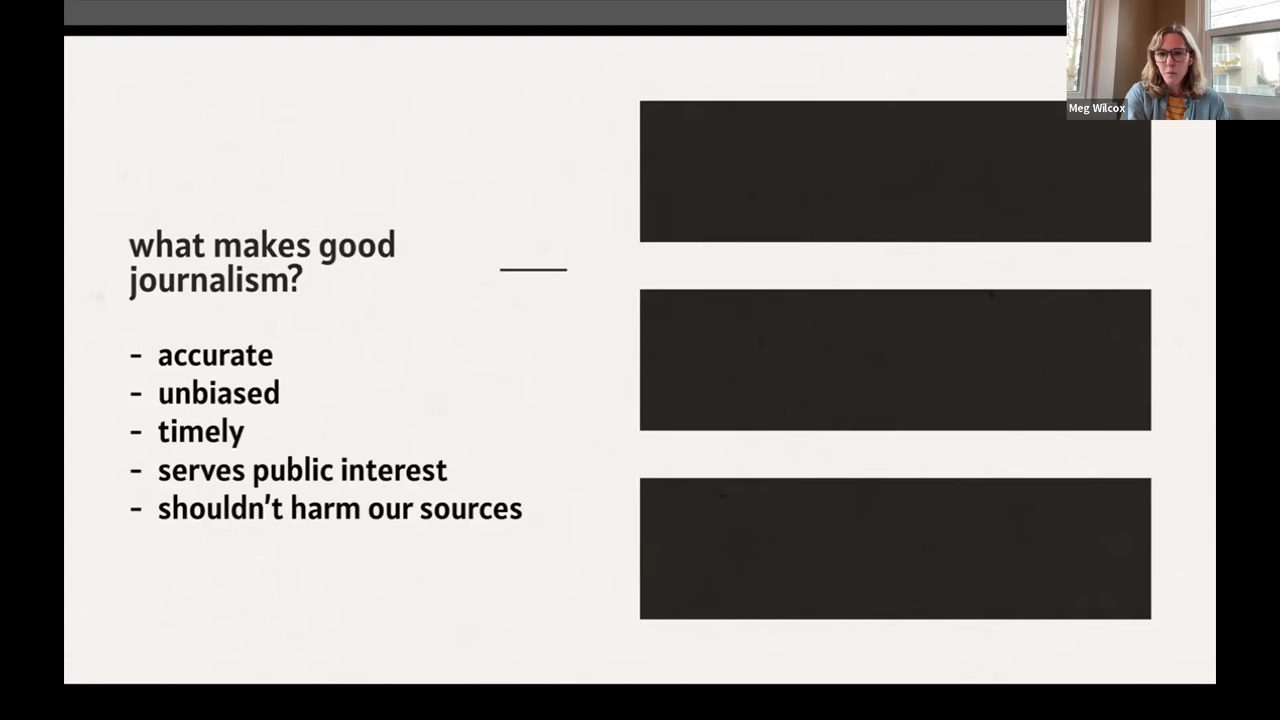 Meg Wilcox
what makes good
journalism?
- accurate
- unbiased
- timely
- serves public interest
- shouldn't harm our sources